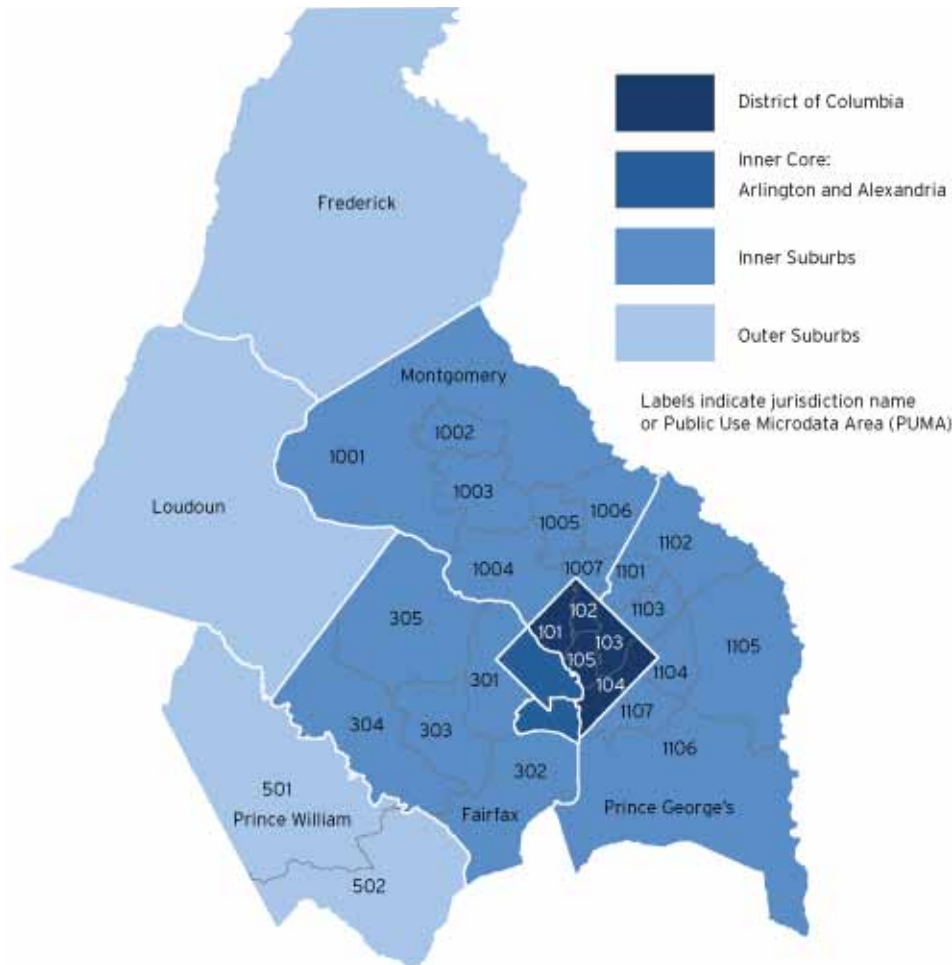 District of Columbia
Inner Core:
Arlington and Alexandria
Frederick
Inner Suburbs
Outer Suburbs
Montgomery
Labels indicate jurisdiction name
or Public Use Microdata Area (PUMA)
1002
1001
1003
Loudoun
1005
1006
1102
1004
1007
1101
305
102
1103
101
103
1105
105
301
1104
104
304
303
1107
1106
302
501
Prince William
Fairfax
Prince George's
502